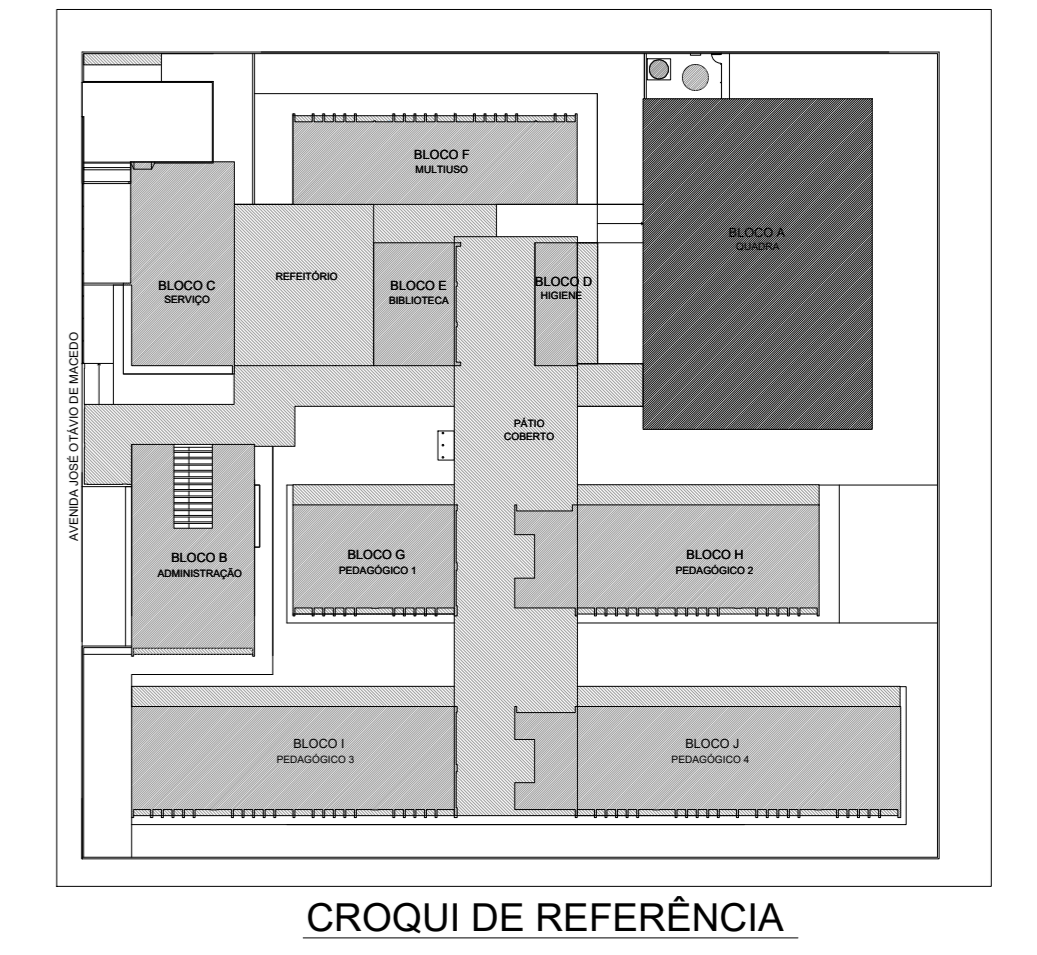 BLOCO F
MULTIUSO
BLOCO A
QUADRA
BLOCO C
SERVIÇO
REFEITÓRIO
BLOCO E
BIBLIOTECA
BLOCO D
HIGIENE
AVENIDA JOSÉ OTÁVIO DE MACEDO
PÁTIO
COBERTO
BLOCO B
ADMINISTRAÇÃO
BLOCO G
PEDAGÓGICO 1
BLOCO H
PEDAGÓGICO 2
BLOCO I
PEDAGÓGICO 3
BLOCO J
PEDAGÓGICO 4
CROQUI DE REFERÊNCIA